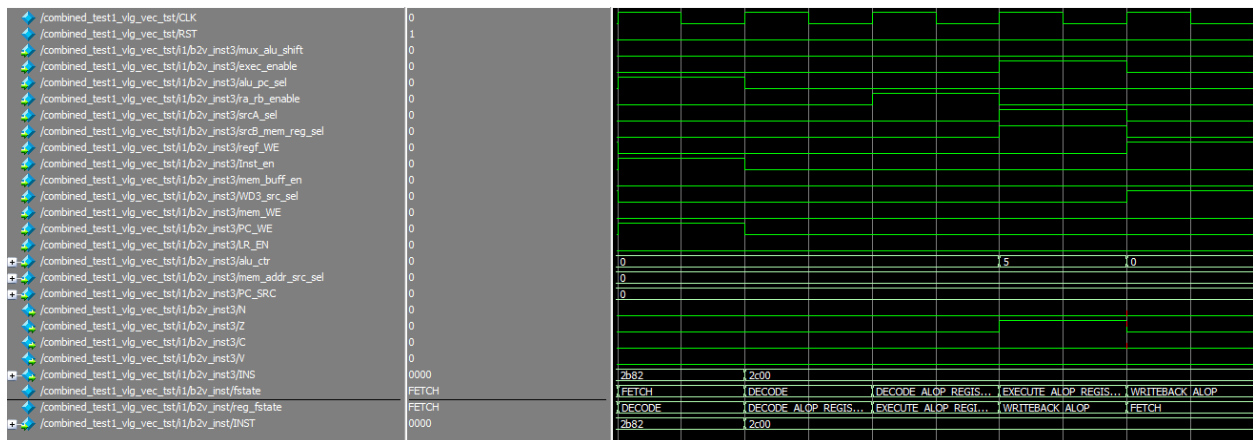 /combined_test1_vlg_vec_tst/CLK 0
/combined_test1_vlg_vec_tst/RST 1
/combined_test1_vlg_vec_tst/i1/b2v_inst3/mux_alu_shift 0
/combined_test1_vlg_vec_tst/i1/b2v_inst3/exec_enable 0
/combined_test1_vlg_vec_tst/i1/b2v_inst3/alu_pc_sel 0
/combined_test1_vlg_vec_tst/i1/b2v_inst3/ra_rb_enable 0
/combined_test1_vlg_vec_tst/i1/b2v_inst3/srcA_sel 0
/combined_test1_vlg_vec_tst/i1/b2v_inst3/srcB_mem_reg_sel 0
/combined_test1_vlg_vec_tst/i1/b2v_inst3/regf_WE 0
/combined_test1_vlg_vec_tst/i1/b2v_inst3/Inst_en 0
/combined_test1_vlg_vec_tst/i1/b2v_inst3/mem_buff_en 0
/combined_test1_vlg_vec_tst/i1/b2v_inst3/WD3_src_sel 0
/combined_test1_vlg_vec_tst/i1/b2v_inst3/mem_WE 0
/combined_test1_vlg_vec_tst/i1/b2v_inst3/PC_WE 0
/combined_test1_vlg_vec_tst/i1/b2v_inst3/LR_EN 0
/combined_test1_vlg_vec_tst/i1/b2v_inst3/alu_ctr 0 0 5 0
/combined_test1_vlg_vec_tst/i1/b2v_inst3/mem_addr_src_sel 0 0
/combined_test1_vlg_vec_tst/i1/b2v_inst3/PC_SRC 0 0
/combined_test1_vlg_vec_tst/i1/b2v_inst3/N 0
/combined_test1_vlg_vec_tst/i1/b2v_inst3/Z 0
/combined_test1_vlg_vec_tst/i1/b2v_inst3/C 0
/combined_test1_vlg_vec_tst/i1/b2v_inst3/V 0
/combined_test1_vlg_vec_tst/i1/b2v_inst3/INS 0000 2b82 2c00
/combined_test1_vlg_vec_tst/i1/b2v_inst/fstate FETCH FETCH DECODE DECODE_ALOP_REGIS... EXECUTE_ALOP_REGIS... WRITEBACK_ALOP
/combined_test1_vlg_vec_tst/i1/b2v_inst/reg_fstate FETCH DECODE DECODE_ALOP_REGIS... EXECUTE_ALOP_REGI... WRITEBACK_ALOP FETCH
/combined_test1_vlg_vec_tst/i1/b2v_inst/INST 0000 2b82 2c00